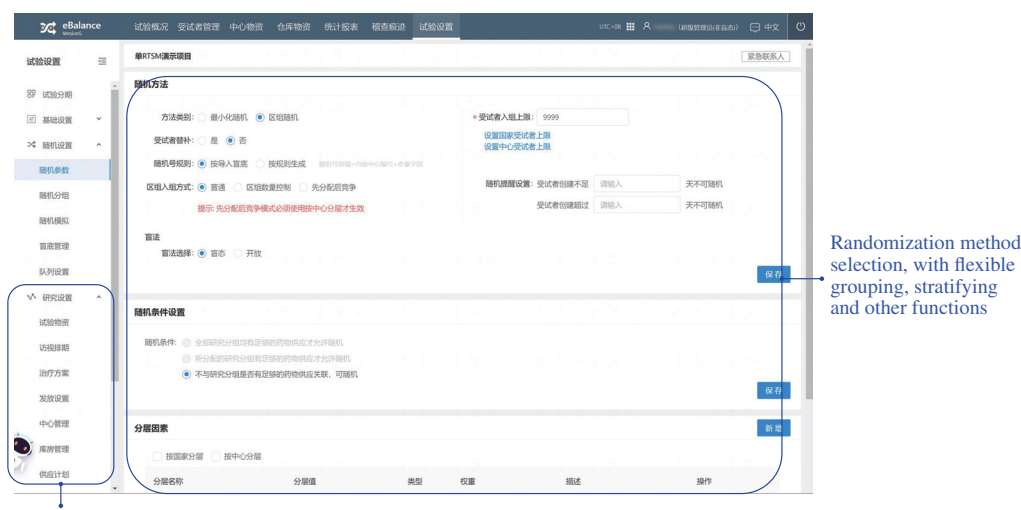 eBalance
Version5
试验概况 受试者管理 中心物资 仓库物资 统计报表 稽查痕迹 试验设置
UTC+08
(超级管理员(非盲态)) 中文
试验设置
单RTSM演示项目
紧急联系人
试验分期
基础设置
随机设置
随机参数
随机分组
随机模拟
盲底管理
队列设置
研究设置
试验物资
访视排期
治疗方案
发放设置
中心管理
库房管理
供应计划
随机方法
方法类别: 最小化随机 区组随机
受试者替补: 是 否
随机号规则: 按导入盲底 按规则生成
区组入组方式: 普通 区组数量控制 先分配后竞争
提示: 先分配后竞争模式必须使用按中心分层才生效
* 受试者入组上限: 9999
设置国家受试者上限
设置中心受试者上限
随机提醒设置: 受试者创建不足 请输入 天不可随机
受试者创建超过 请输入 天不可随机
盲法
盲法选择: 盲态 开放
保存
随机条件设置
随机条件: 全部研究分组均有足够的药物供应才允许随机
所分配的研究分组有足够的药物供应才允许随机
不与研究分组是否有足够的药物供应关联，可随机
保存
分层因素
新增
按国家分层 按中心分层
分层名称 分层值 类型 权重 描述 操作
Randomization method
selection, with flexible
grouping, stratifying
and other functions